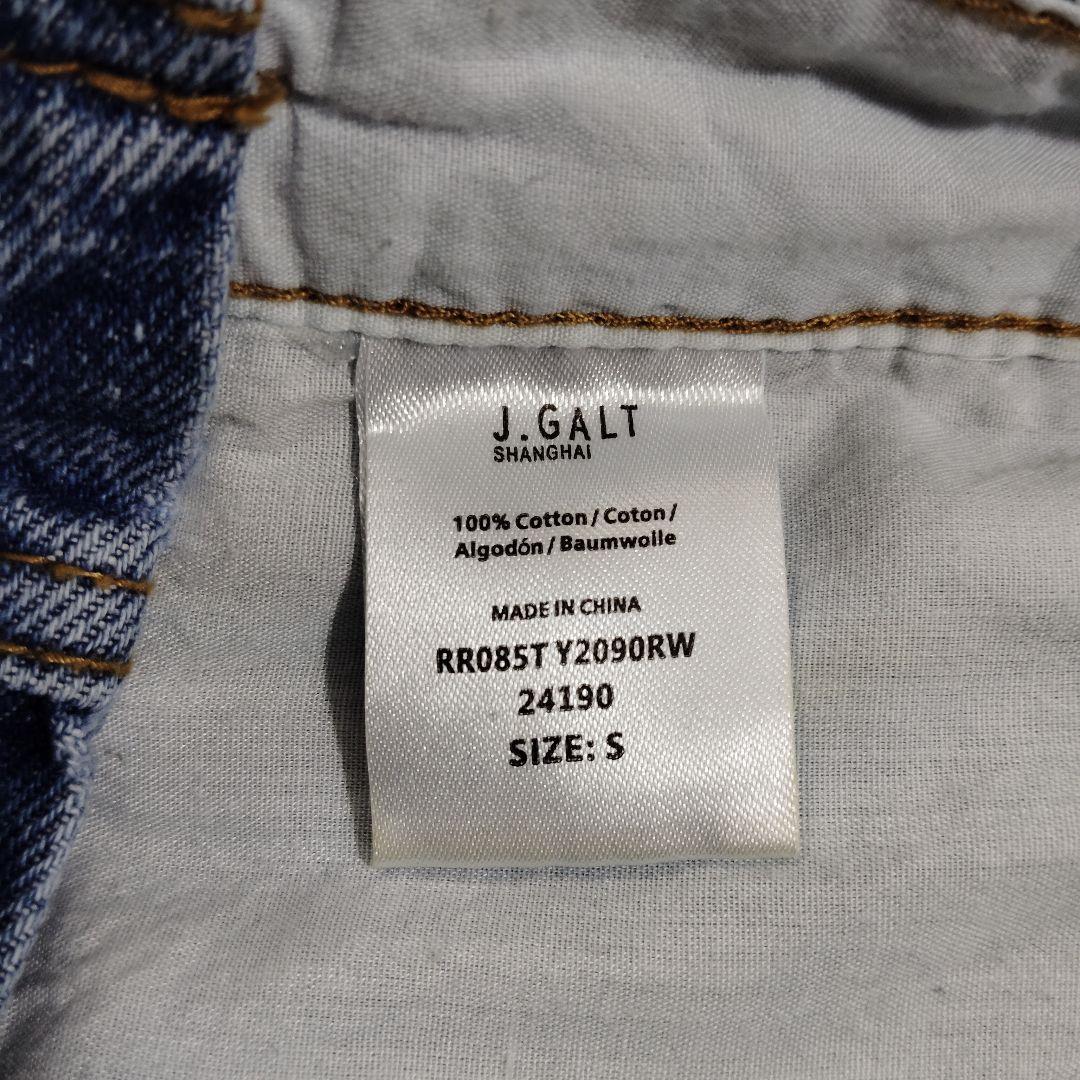 J.GALT
SHANGHAI
100% Cotton / Coton /
Algodón / Baumwolle
MADE IN CHINA
RR085T Y2090RW
24190
SIZE: S